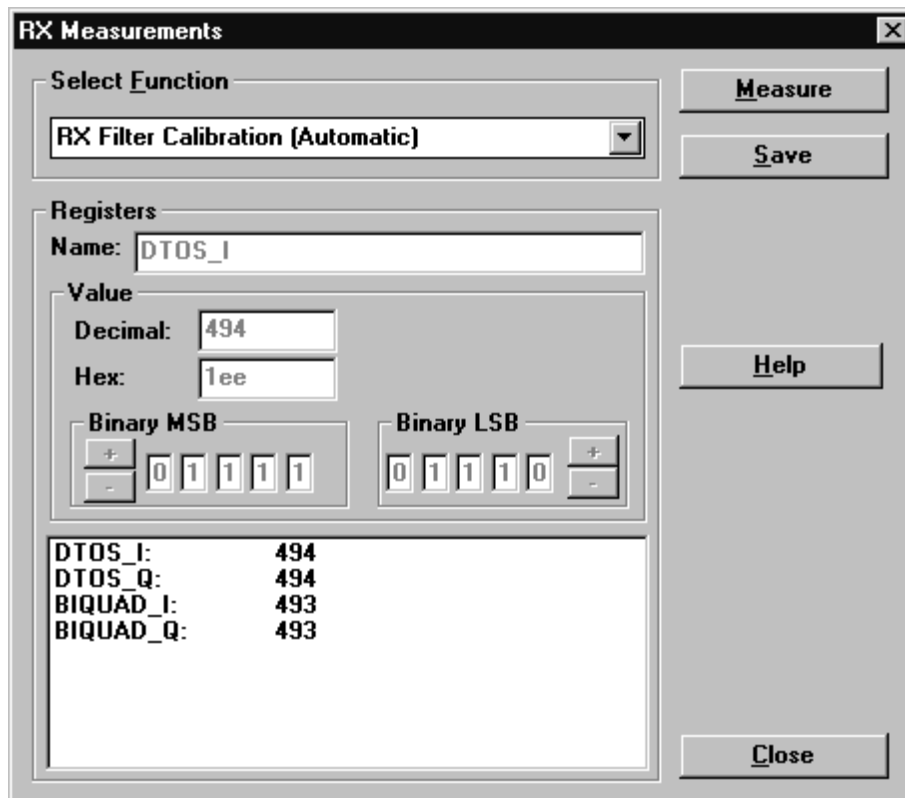 RX Measurements
Select Function
RX Filter Calibration (Automatic)
Measure
Save
Registers
Name: DTOS_I
Value
Decimal: 494
Hex: 1ee
Help
Binary MSB
+
-
0 1 1 1 1
Binary LSB
0 1 1 1 0
+
-
DTOS_I: 494
DTOS_Q: 494
BIQUAD_I: 493
BIQUAD_Q: 493
Close